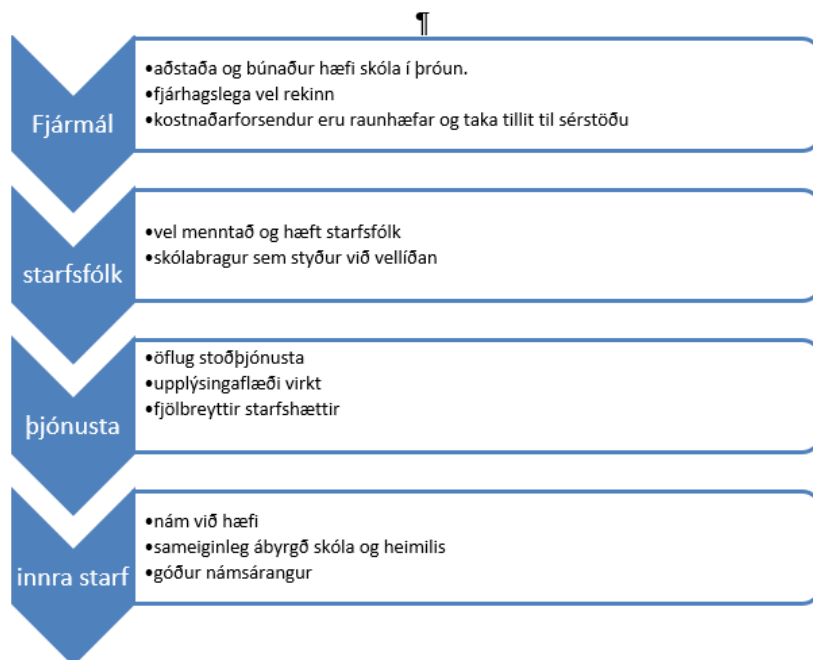 ¶
Fjármál
•aðstaða og búnaður hæfi skóla í þróun.
•fjárhagslega vel rekinn
•kostnaðarforsendur eru raunhæfar og taka tillit til sérstöðu
starfsfólk
•vel menntað og hæft starfsfólk
•skólabragur sem styður við vellíðan
þjónusta
•öflug stoðþjónusta
•upplýsingaflæði virkt
•fjölbreyttir starfshættir
innra starf
•nám við hæfi
•sameiginleg ábyrgð skóla og heimilis
•góður námsárangur